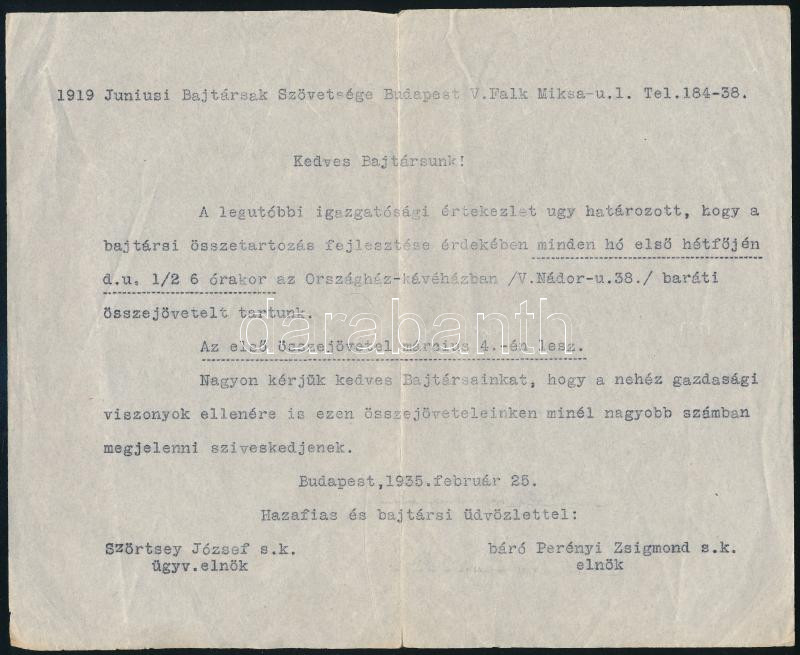 1919 Juniusi Bajtársak Szövetsége Budapest V.Falk Miksa-u.1. Tel.184-38.
Kedves Bajtársunk!
A legutóbbi igazgatósági értekezlet ugy határozott, hogy a
bajtársi összetartozás fejlesztése érdekében minden hó első hétfőjén
d.u. 1/2 6 órakor az Országház-kávéházban /V.Nádor-u.38./ baráti
összejövetelt tartunk.
darabanth
Az első összejövetel március 4.-én lesz.
Nagyon kérjük kedves Bajtársainkat, hogy a nehéz gazdasági
viszonyok ellenére is ezen összejöveteleinken minél nagyobb számban
megjelenni sziveskedjenek.
Budapest,1935.február 25.
Hazafias és bajtársi üdvözlettel:
Szörtsey József s.k. báró Perényi Zsigmond s.k.
ügyv.elnök elnök